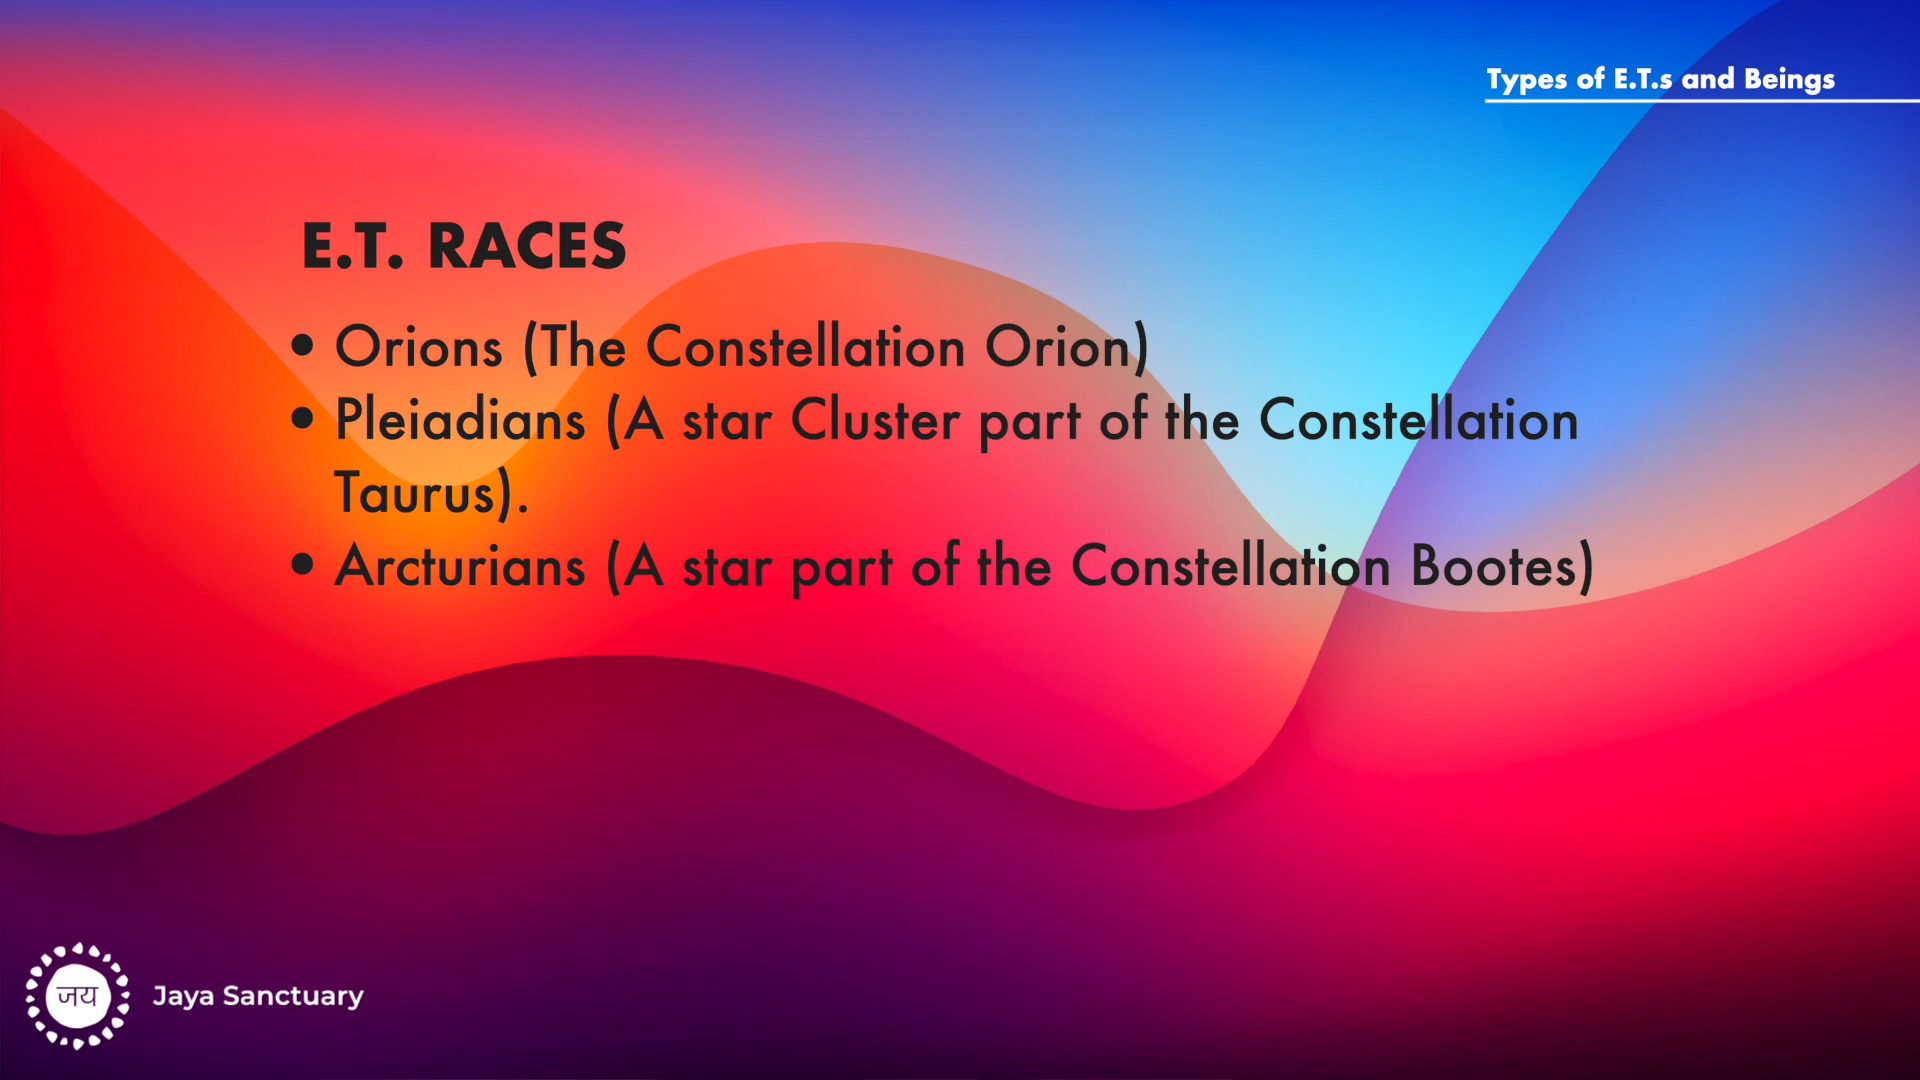 Types of E.T.s and Beings
E.T. RACES
• Orions (The Constellation Orion)
• Pleiadians (A star Cluster part of the Constellation
Taurus).
• Arcturians (A star part of the Constellation Bootes)
जय
Jaya Sanctuary